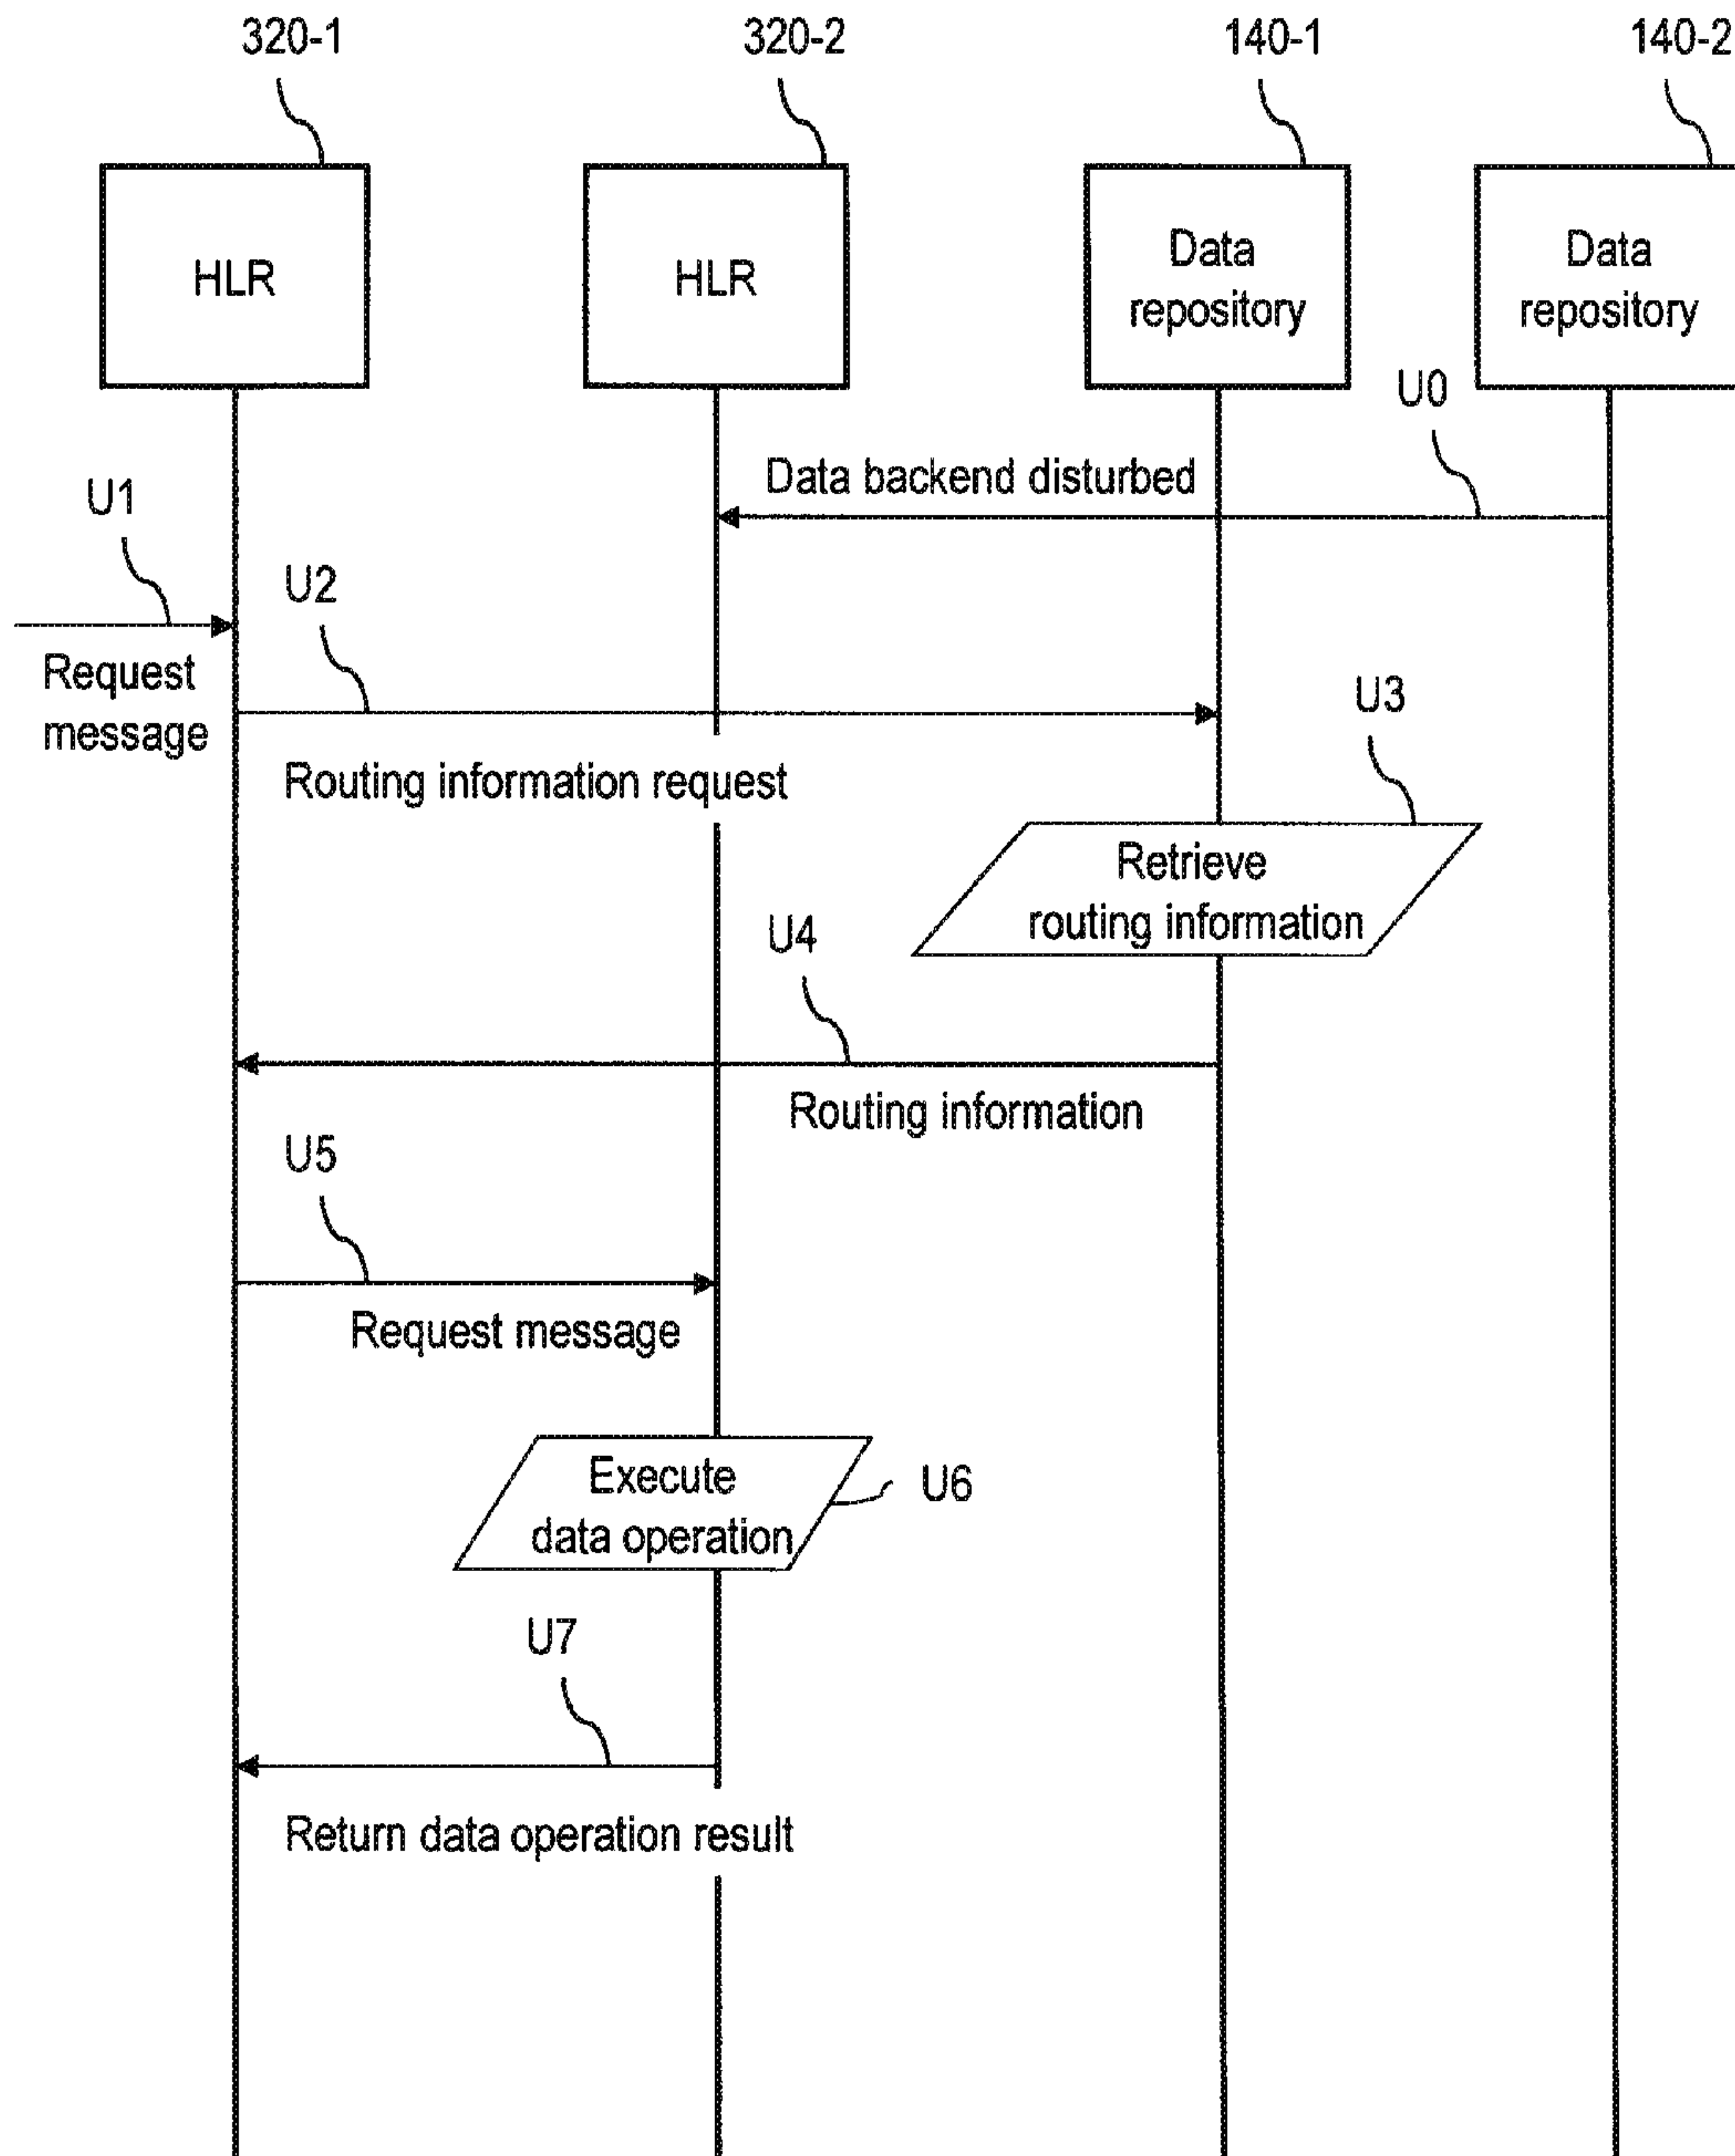 320-1
320-2
140-1
140-2
HLR
HLR
Data
repository
Data
repository
U0
Data backend disturbed
U1
Request
message
U2
Routing information request
U3
Retrieve
routing information
U4
Routing information
U5
Request message
Execute
data operation
U6
U7
Return data operation result